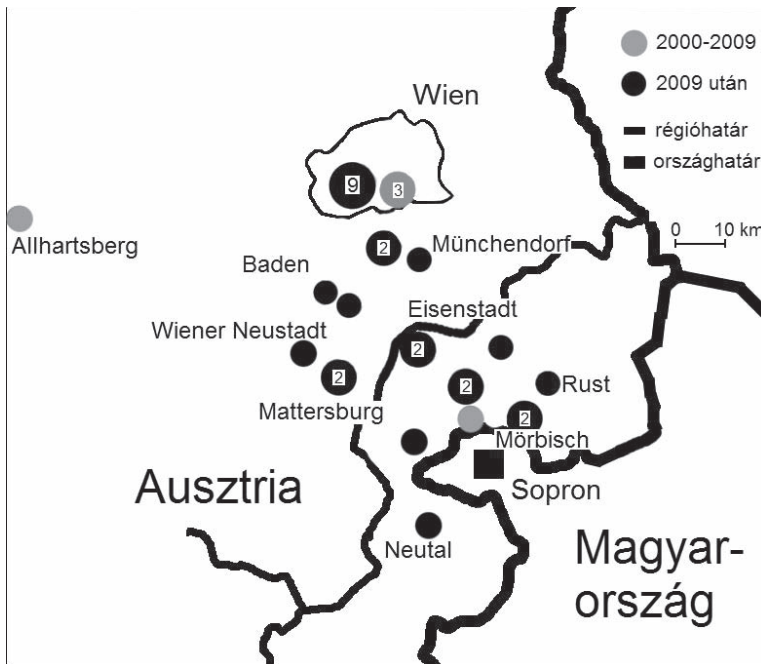 2000-2009
2009 után
régióhatár
országhatár
0 10 km
Wien
9
3
Allhartsberg
2
Münchendorf
Baden
Eisenstadt
Wiener Neustadt
2
2
2
Rust
Mattersburg
2
Mörbisch
Ausztria
Sopron
Neutal
Magyar-
ország